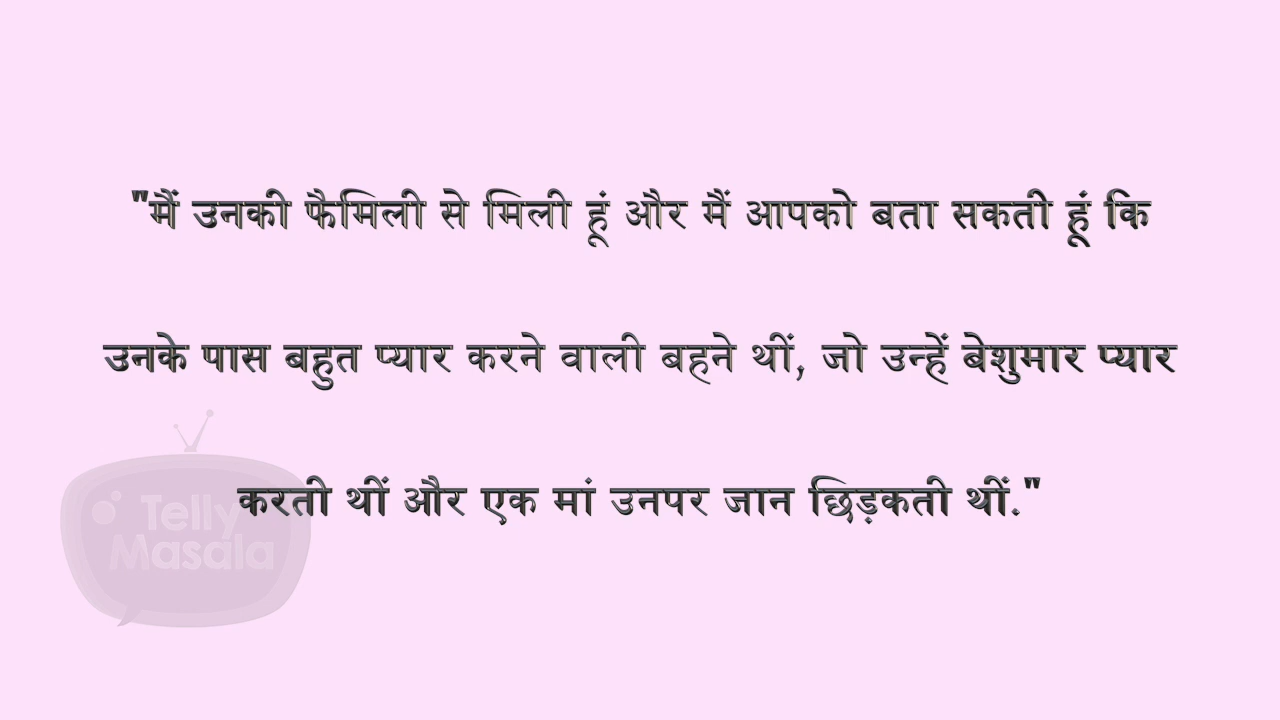 "मैं उनकी फैमिली से मिली हूं और मैं आपको बता सकती हूं कि
उनके पास बहुत प्यार करने वाली बहने थीं, जो उन्हें बेशुमार प्यार
करती थीं और एक मां उनपर जान छिड़कती थीं."
Telly
Masala